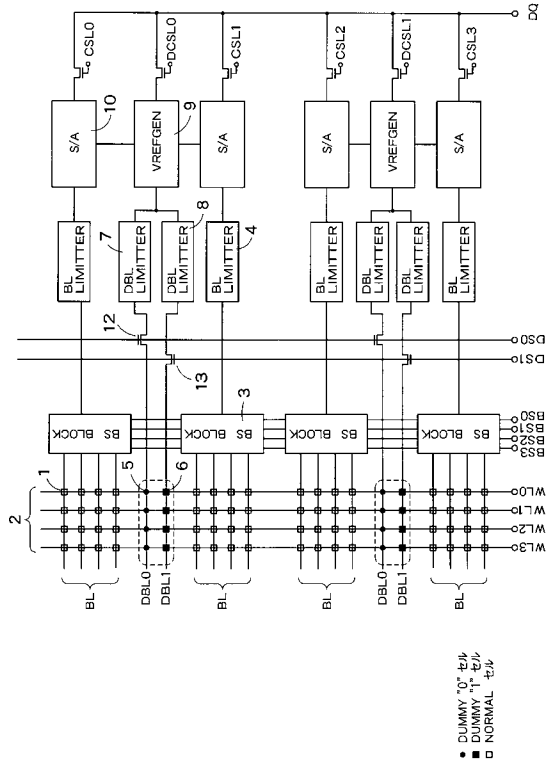 CSL0
DCSL0
CSL1
CSL2
DCSL1
CSL3
DQ
10
9
S/A
VREFGEN
S/A
S/A
VREFGEN
S/A
7
8
4
BL LIMITTER
DBL LIMITTER
DBL LIMITTER
BL LIMITTER
BL LIMITTER
DBL LIMITTER
DBL LIMITTER
BL LIMITTER
12
13
DS0
DS1
3
BS BLOCK
BS BLOCK
BS BLOCK
BS BLOCK
BS0
BS1
BS2
BS3
1
2
5
6
WL0
WL1
WL2
WL3
BL
DBL0
DBL1
BL
BL
DBL0
DBL1
BL
● DUMMY "0" セル
■ DUMMY "1" セル
□ NORMAL セル